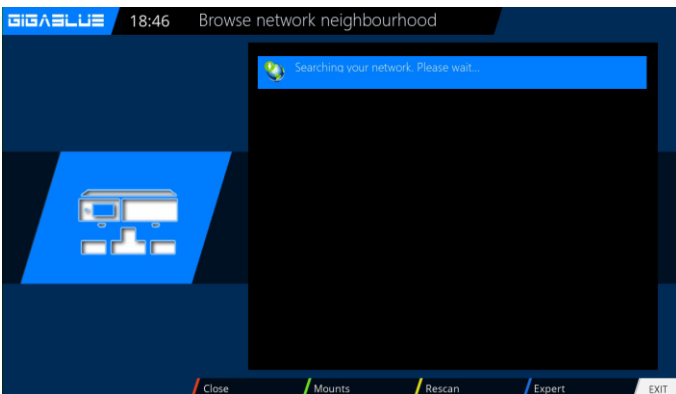 GIGABLUE 18:46 Browse network neighbourhood
Searching your network. Please wait...
Close Mounts Rescan Expert EXIT